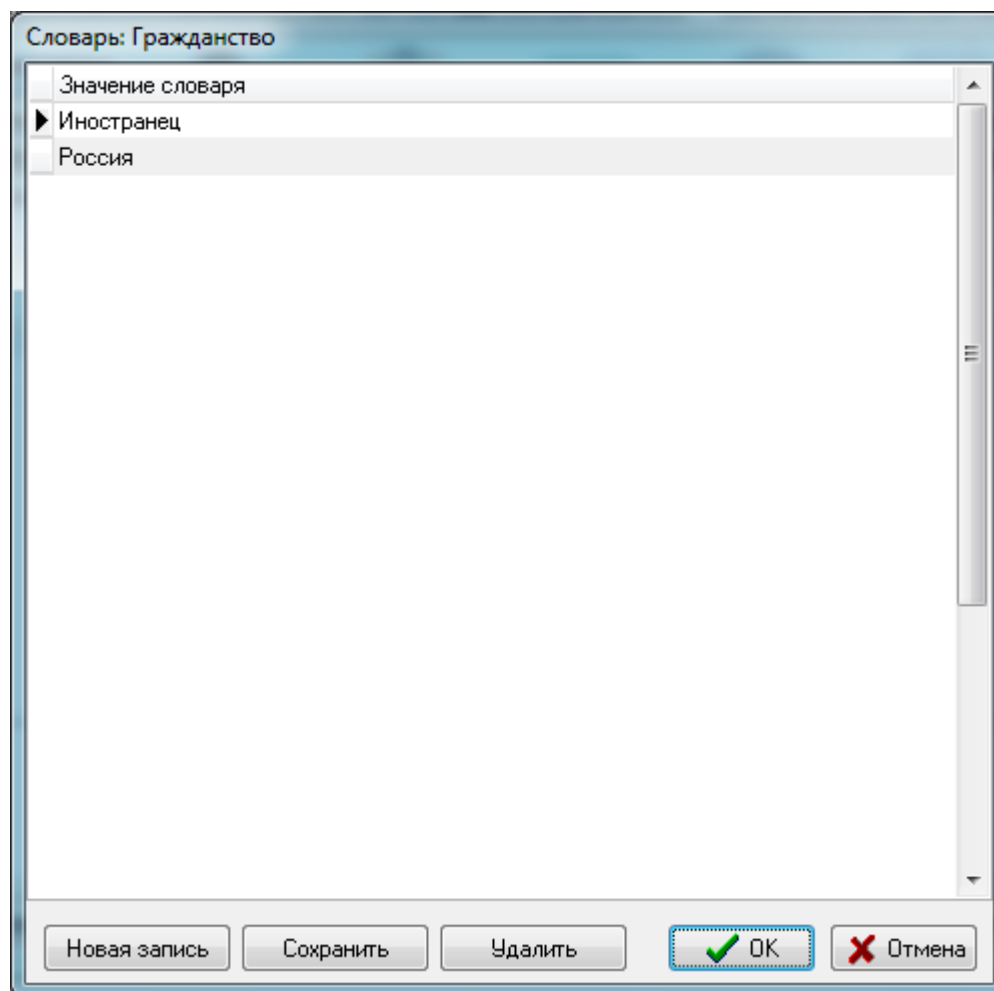 Словарь: Гражданство
Значение словаря
Иностранец
Россия
Новая запись Сохранить Удалить OK Отмена